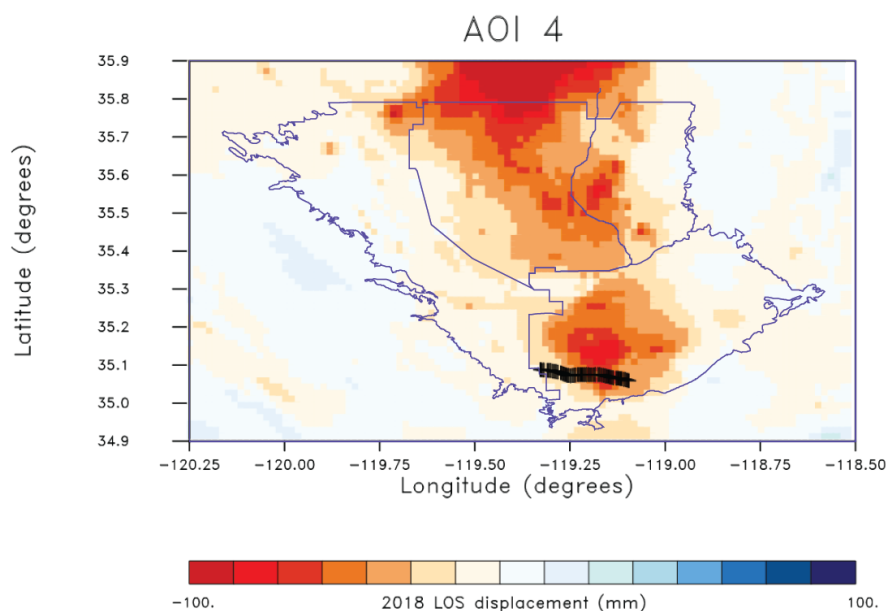 AOI 4
35.9
35.8
35.7
35.6
35.5
35.4
35.3
35.2
35.1
35.0
34.9
Latitude (degrees)
-120.25 -120.00 -119.75 -119.50 -119.25 -119.00 -118.75 -118.50
Longitude (degrees)
-100. 2018 LOS displacement (mm) 100.